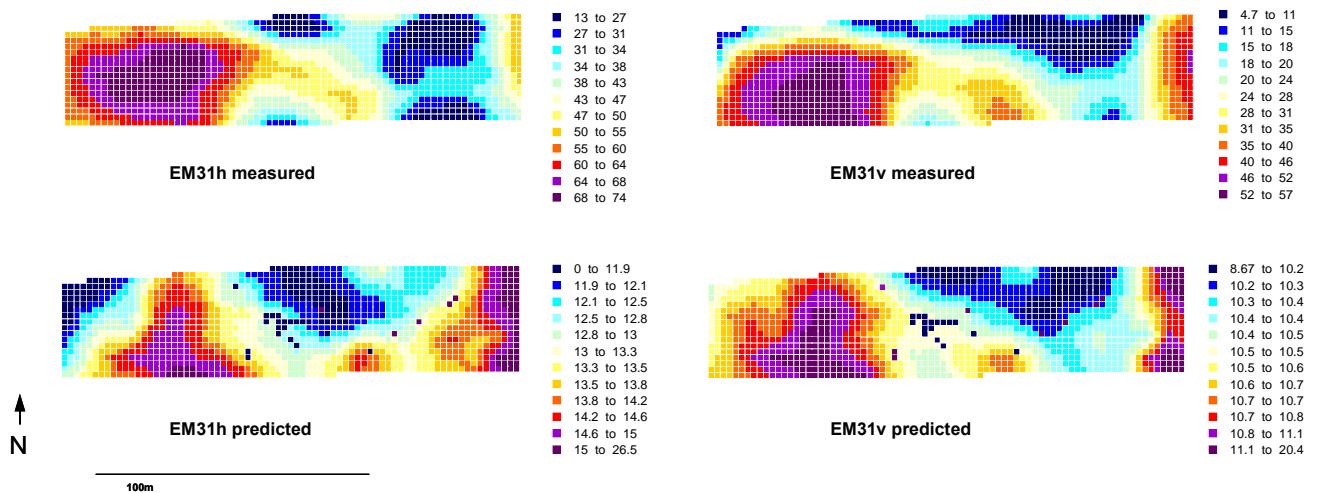 13 to 27
27 to 31
31 to 34
34 to 38
38 to 43
43 to 47
47 to 50
50 to 55
55 to 60
60 to 64
64 to 68
68 to 74
EM31h measured
4.7 to 11
11 to 15
15 to 18
18 to 20
20 to 24
24 to 28
28 to 31
31 to 35
35 to 40
40 to 46
46 to 52
52 to 57
EM31v measured
0 to 11.9
11.9 to 12.1
12.1 to 12.5
12.5 to 12.8
12.8 to 13
13 to 13.3
13.3 to 13.5
13.5 to 13.8
13.8 to 14.2
14.2 to 14.6
14.6 to 15
15 to 26.5
EM31h predicted
8.67 to 10.2
10.2 to 10.3
10.3 to 10.4
10.4 to 10.4
10.4 to 10.5
10.5 to 10.5
10.5 to 10.6
10.6 to 10.7
10.7 to 10.7
10.7 to 10.8
10.8 to 11.1
11.1 to 20.4
EM31v predicted
N
100m